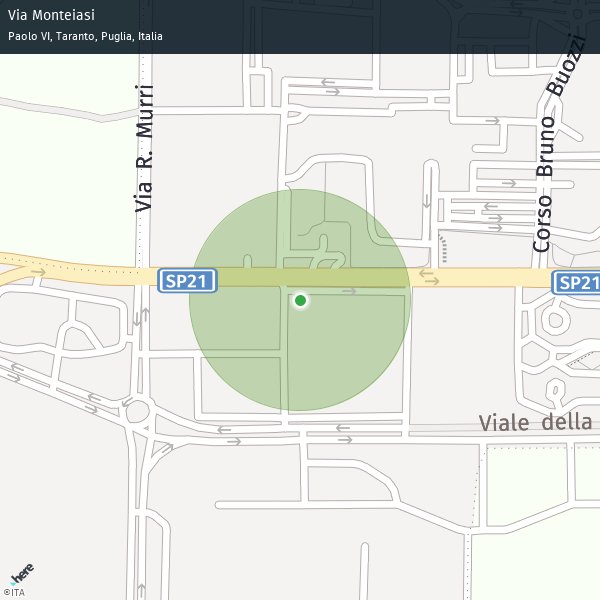 Via Monteiasi
Paolo VI, Taranto, Puglia, Italia
Via R. Murri
Corso Bruno Buozzi
SP21
SP21
Viale della
here
©ITA